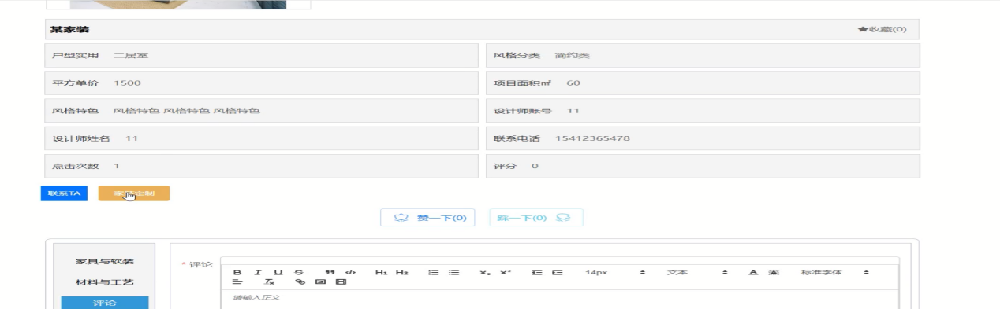 某家装 ★收藏(0)
户型实用 二居室 风格分类 简约类
平方单价 1500 项目面积㎡ 60
风格特色 风格特色 风格特色 风格特色 设计师账号 11
设计师姓名 11 联系电话 15412365478
点击次数 1 评分 0
联系TA 家装定制
赞一下(0) 踩一下(0)
家具与软装
材料与工艺
评论
* 评论
B I U S ” </> H₁ H₂ x₂ x² 14px 文本 A 标准字体
Tx
请输入正文